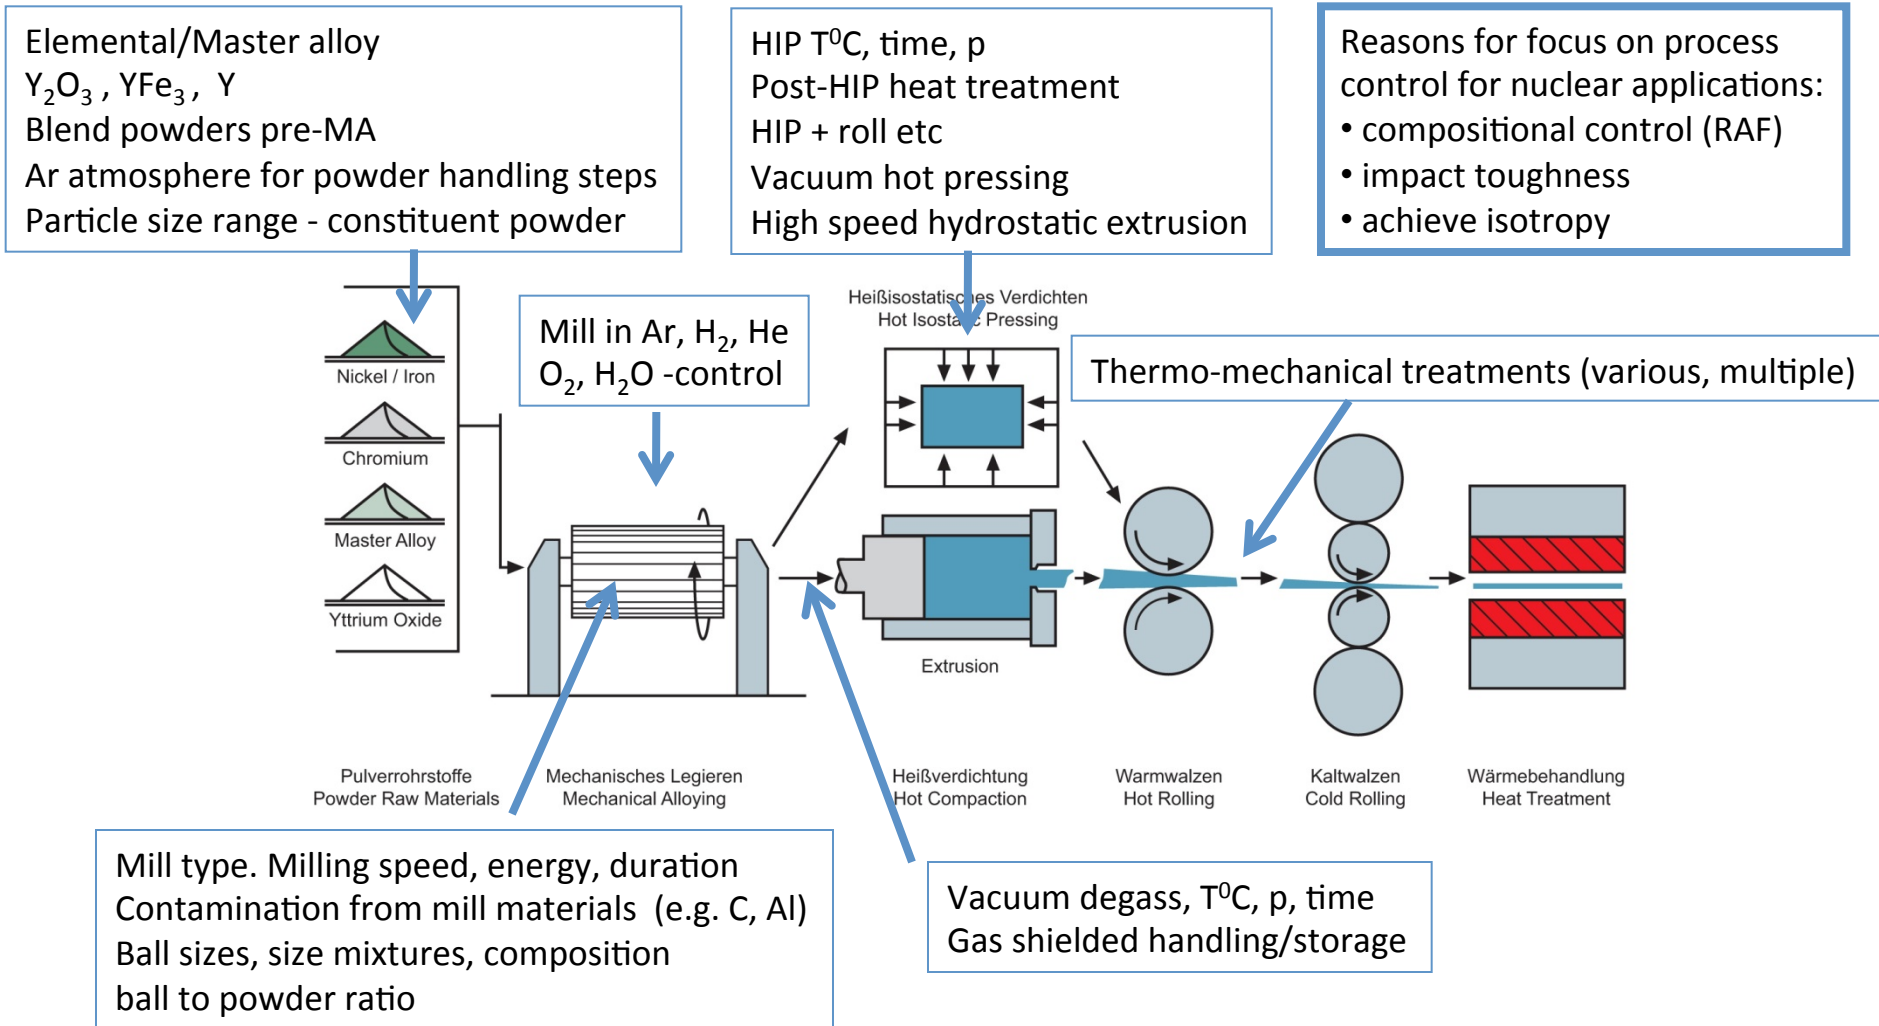 Elemental/Master alloy
Y₂O₃ , YFe₃ , Y
Blend powders pre-MA
Ar atmosphere for powder handling steps
Particle size range - constituent powder
HIP T⁰C, time, p
Post-HIP heat treatment
HIP + roll etc
Vacuum hot pressing
High speed hydrostatic extrusion
Reasons for focus on process
control for nuclear applications:
• compositional control (RAF)
• impact toughness
• achieve isotropy
Mill in Ar, H₂, He
O₂, H₂O -control
Heißisostatisches Verdichten
Hot Isostatic Pressing
Thermo-mechanical treatments (various, multiple)
Nickel / Iron
Chromium
Master Alloy
Yttrium Oxide
Extrusion
Pulverrohrstoffe
Powder Raw Materials
Mechanisches Legieren
Mechanical Alloying
Heißverdichtung
Hot Compaction
Warmwalzen
Hot Rolling
Kaltwalzen
Cold Rolling
Wärmebehandlung
Heat Treatment
Mill type. Milling speed, energy, duration
Contamination from mill materials (e.g. C, Al)
Ball sizes, size mixtures, composition
ball to powder ratio
Vacuum degass, T⁰C, p, time
Gas shielded handling/storage